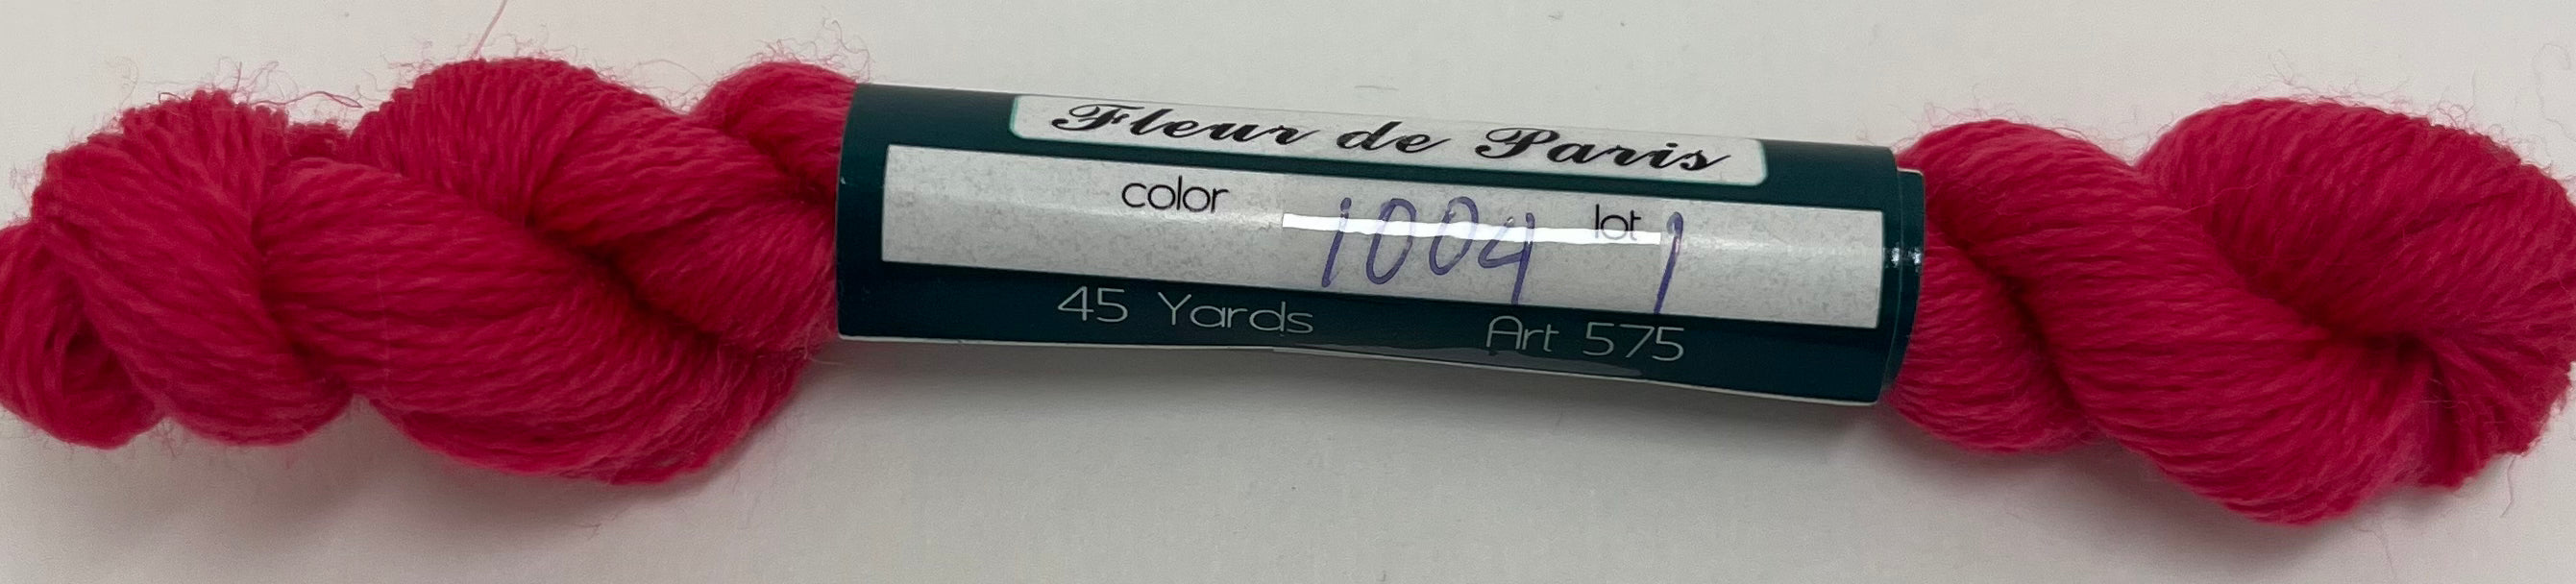 Fleur de Paris
color 1004 lot 1
45 Yards Art 575